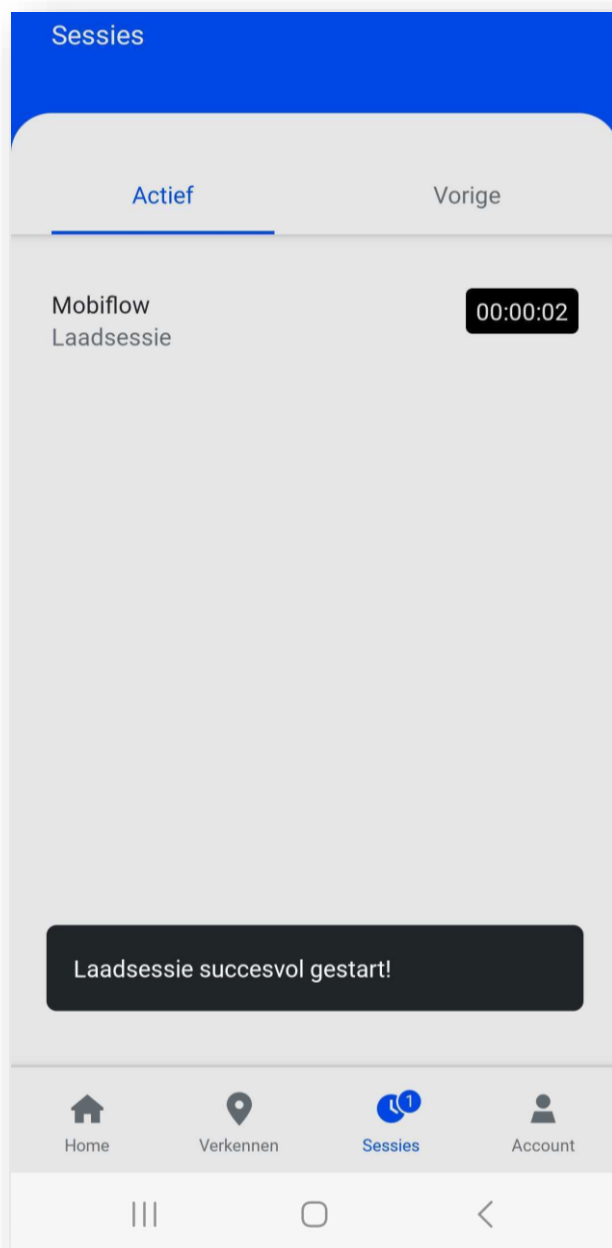 Sessies
Actief
Vorige
Mobiflow
00:00:02
Laadsessie
Laadsessie succesvol gestart!
1
Home
Verkennen
Sessies
Account